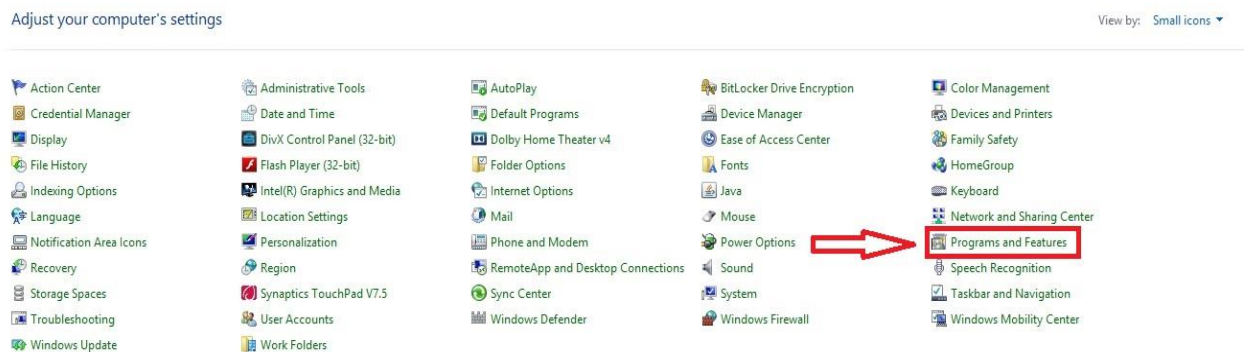 Adjust your computer's settings
View by: Small icons
Action Center
Administrative Tools
AutoPlay
BitLocker Drive Encryption
Color Management
Credential Manager
Date and Time
Default Programs
Device Manager
Devices and Printers
Display
DivX Control Panel (32-bit)
Dolby Home Theater v4
Ease of Access Center
Family Safety
File History
Flash Player (32-bit)
Folder Options
Fonts
HomeGroup
Indexing Options
Intel(R) Graphics and Media
Internet Options
Java
Keyboard
Language
Location Settings
Mail
Mouse
Network and Sharing Center
Notification Area Icons
Personalization
Phone and Modem
Power Options
Programs and Features
Recovery
Region
RemoteApp and Desktop Connections
Sound
Speech Recognition
Storage Spaces
Synaptics TouchPad V7.5
Sync Center
System
Taskbar and Navigation
Troubleshooting
User Accounts
Windows Defender
Windows Firewall
Windows Mobility Center
Windows Update
Work Folders